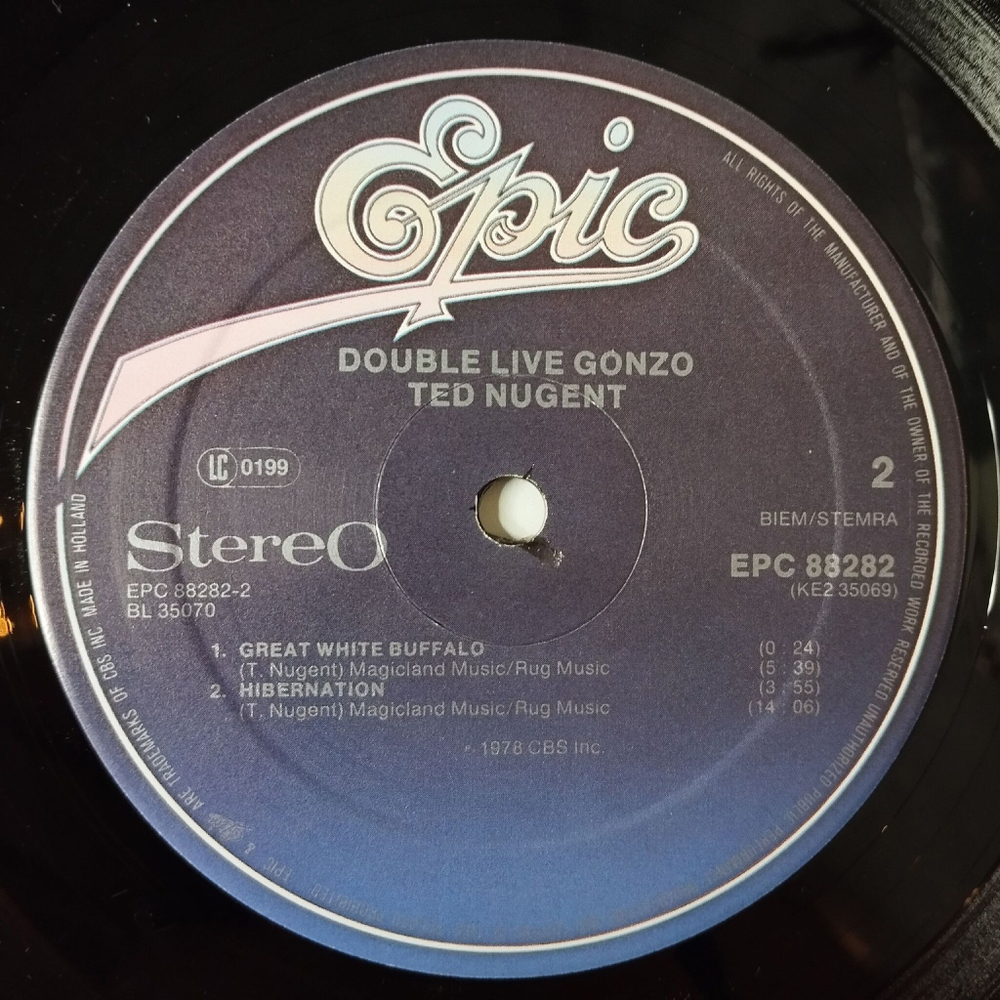 Epic
DOUBLE LIVE GONZO
TED NUGENT
LC 0199
2
Stereo
BIEM/STEMRA
EPC 88282-2
EPC 88282
BL 35070
(KE2 35069)
1. GREAT WHITE BUFFALO (0 : 24)
(T. Nugent) Magicland Music/Rug Music (5 : 39)
2. HIBERNATION (3 : 55)
(T. Nugent) Magicland Music/Rug Music (14 : 06)
℗ 1978 CBS Inc.
ALL RIGHTS OF THE MANUFACTURER AND OF THE OWNER OF THE RECORDED WORK RESERVED UNAUTHORIZED PUBLIC
EPIC & ARE TRADEMARKS OF CBS INC MADE IN HOLLAND